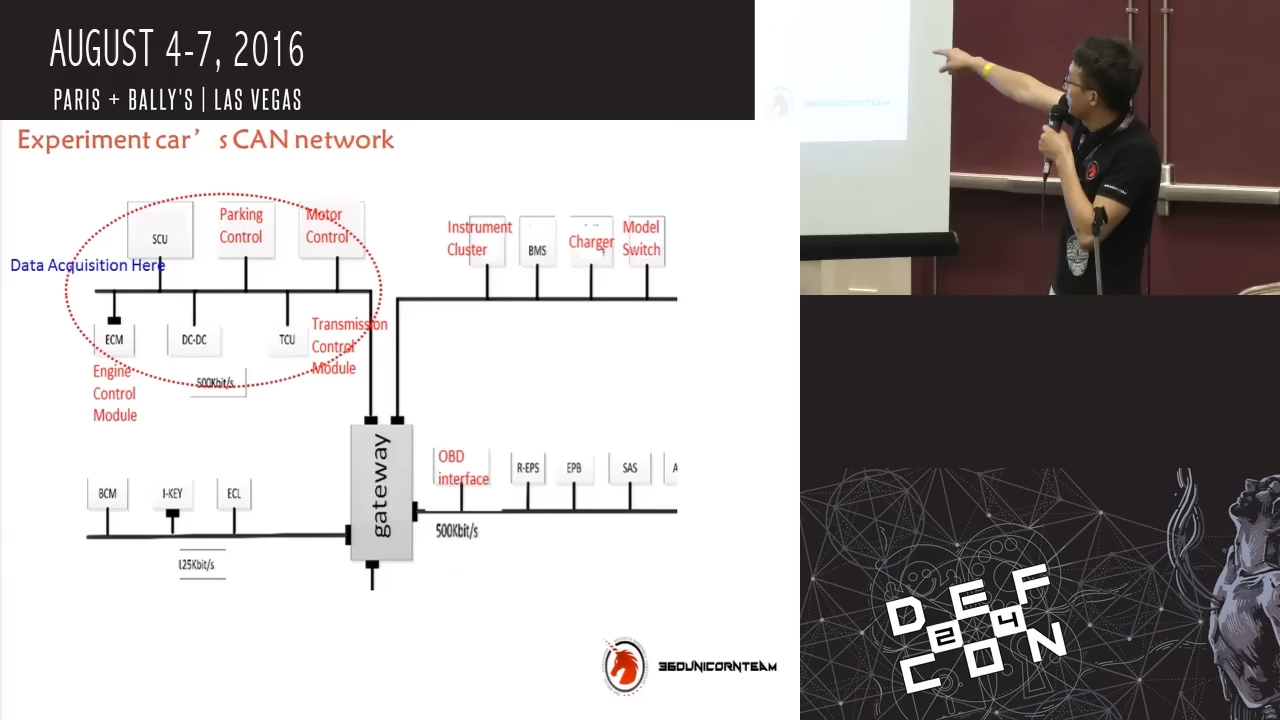 AUGUST 4-7, 2016
PARIS + BALLY'S | LAS VEGAS
Experiment car’s CAN network
SCU
Parking
Control
Motor
Control
Data Acquisition Here
ECM
DC-DC
TCU
Transmission
Control
Module
Engine
Control
Module
500Kbit/s
Instrument
Cluster
BMS
Charger
Model
Switch
gateway
OBD
interface
R-EPS
EPB
SAS
A
500Kbit/s
BCM
I-KEY
ECL
125Kbit/s
360UNICORNTEAM
360UNICORNTEAM
DEF
24
CON